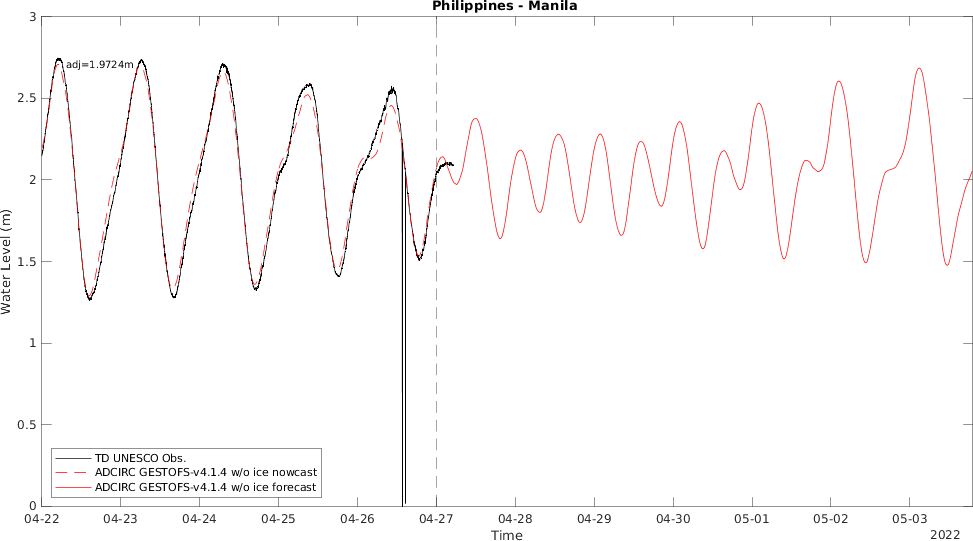 Philippines - Manila
3
adj=1.9724m
2.5
2
Water Level (m)
1.5
1
0.5
TD UNESCO Obs.
ADCIRC GESTOFS-v4.1.4 w/o ice nowcast
ADCIRC GESTOFS-v4.1.4 w/o ice forecast
0
04-22 04-23 04-24 04-25 04-26 04-27 04-28 04-29 04-30 05-01 05-02 05-03
Time
2022